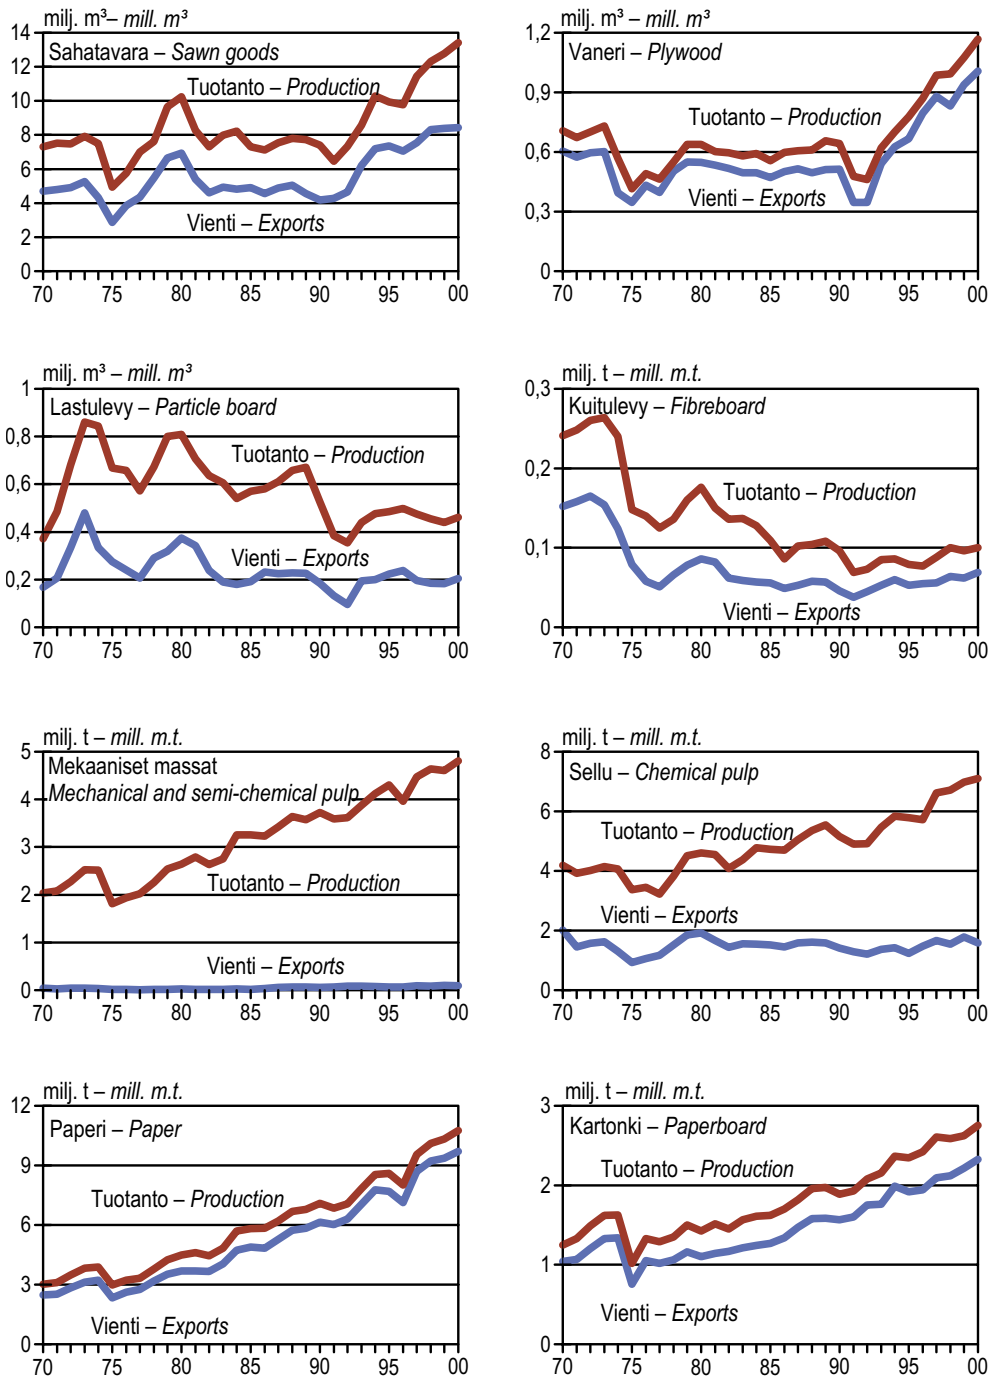 milj. m³– mill. m³
14
12
10
8
6
4
2
0
Sahatavara – Sawn goods
Tuotanto – Production
Vienti – Exports
70 75 80 85 90 95 00
milj. m³ – mill. m³
1,2
0,9
0,6
0,3
0
Vaneri – Plywood
Tuotanto – Production
Vienti – Exports
70 75 80 85 90 95 00
milj. m³ – mill. m³
1
0,8
0,6
0,4
0,2
0
Lastulevy – Particle board
Tuotanto – Production
Vienti – Exports
70 75 80 85 90 95 00
milj. t – mill. m.t.
0,3
0,2
0,1
0
Kuitulevy – Fibreboard
Tuotanto – Production
Vienti – Exports
70 75 80 85 90 95 00
milj. t – mill. m.t.
5
4
3
2
1
0
Mekaaniset massat
Mechanical and semi-chemical pulp
Tuotanto – Production
Vienti – Exports
70 75 80 85 90 95 00
milj. t – mill. m.t.
8
6
4
2
0
Sellu – Chemical pulp
Tuotanto – Production
Vienti – Exports
70 75 80 85 90 95 00
milj. t – mill. m.t.
12
9
6
3
0
Paperi – Paper
Tuotanto – Production
Vienti – Exports
70 75 80 85 90 95 00
milj. t – mill. m.t.
3
2
1
0
Kartonki – Paperboard
Tuotanto – Production
Vienti – Exports
70 75 80 85 90 95 00